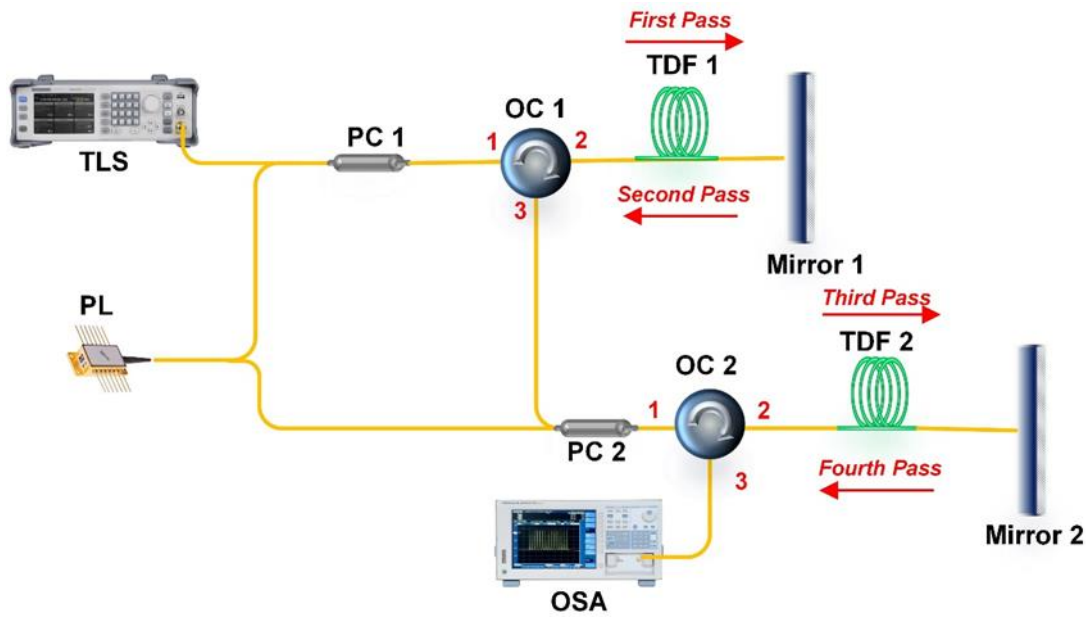 First Pass
TDF 1
OC 1
PC 1
1
2
TLS
Second Pass
3
Mirror 1
PL
Third Pass
TDF 2
OC 2
1
2
PC 2
Fourth Pass
3
Mirror 2
OSA